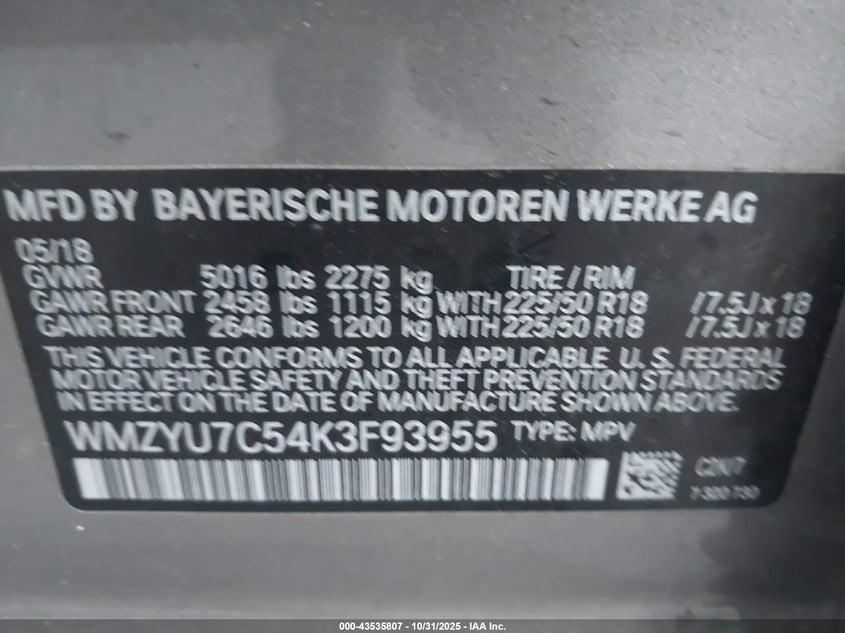 MFD BY BAYERISCHE MOTOREN WERKE AG
05/18
GVWR 5016 lbs 2275 kg TIRE / RIM
GAWR FRONT 2458 lbs 1115 kg WITH 225/50 R18 / 7.5J x 18
GAWR REAR 2646 lbs 1200 kg WITH 225/50 R18 / 7.5J x 18
THIS VEHICLE CONFORMS TO ALL APPLICABLE U. S. FEDERAL
MOTOR VEHICLE SAFETY AND THEFT PREVENTION STANDARDS
IN EFFECT ON THE DATE OF MANUFACTURE SHOWN ABOVE.
WMZYU7C54K3F93955 TYPE: MPV
7 300 730
000-43535807 - 10/31/2025 - IAA Inc.